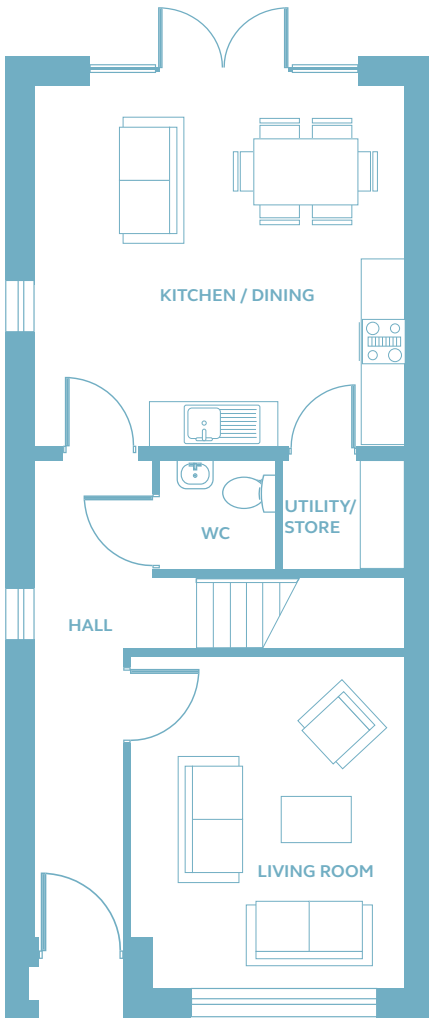 KITCHEN / DINING
UTILITY/
STORE
WC
HALL
LIVING ROOM